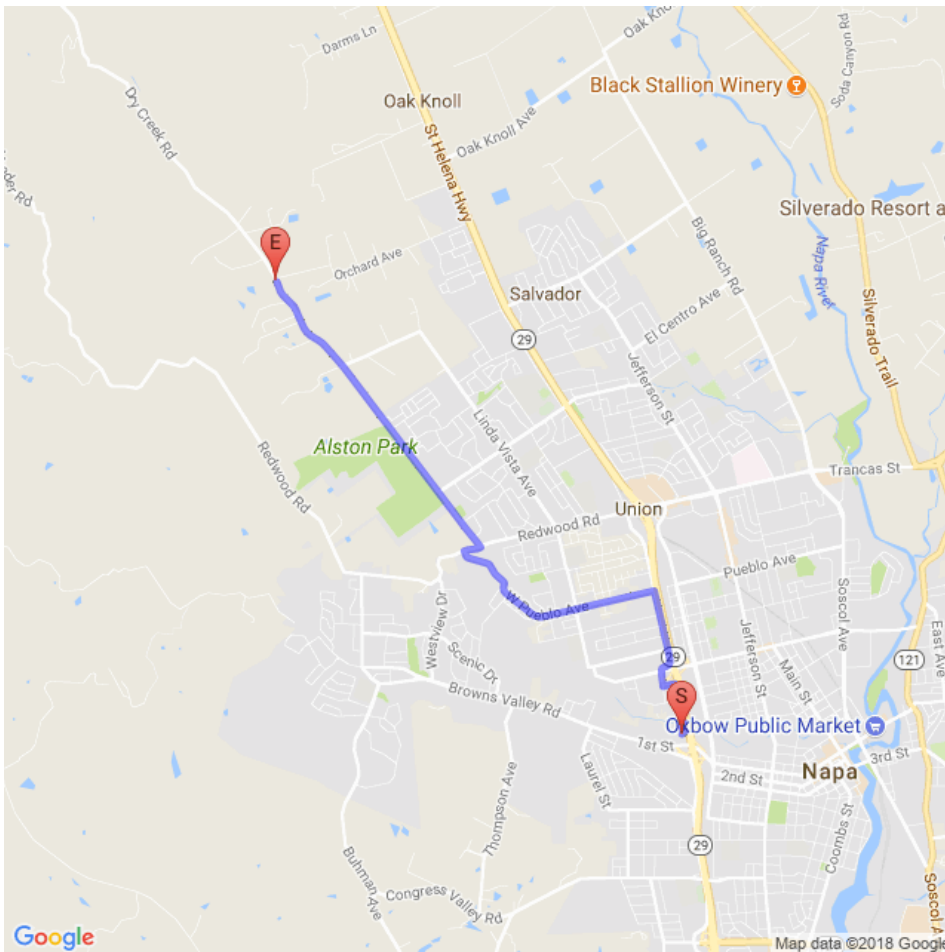 Darms Ln
Oak Kno
Soda Canyon Rd
Black Stallion Winery
Dry Creek Rd
Oak Knoll
Oak Knoll Ave
St Helena Hwy
nder Rd
Silverado Resort a
Big Ranch Rd
Napa River
E
Orchard Ave
Salvador
El Centro Ave
Silverado Trail
29
Jefferson St
Linda Vista Ave
Alston Park
Redwood Rd
Trancas St
Union
Redwood Rd
Pueblo Ave
W Pueblo Ave
Soscol Ave
East Ave
Westview Dr
Jefferson St
Main St
29
121
Scenic Dr
Browns Valley Rd
S
Oxbow Public Market
1st St
3rd St
Napa
2nd St
Laurel St
Thompson Ave
Coombs St
29
Buhman Ave
Congress Valley Rd
Soscol A
Google
Map data ©2018 Google